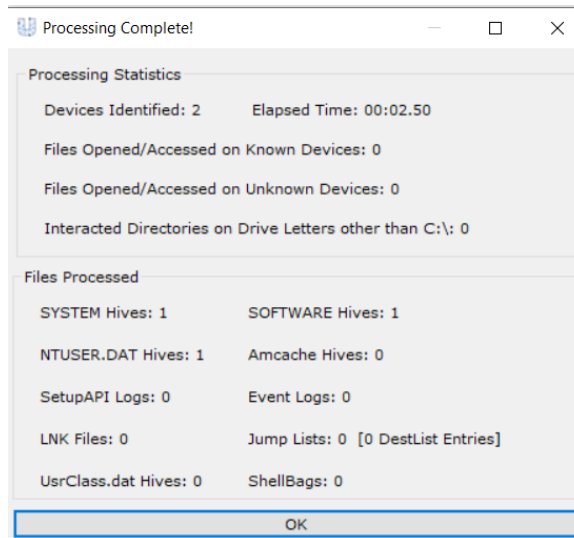 Processing Complete!
Processing Statistics
Devices Identified: 2 Elapsed Time: 00:02.50
Files Opened/Accessed on Known Devices: 0
Files Opened/Accessed on Unknown Devices: 0
Interacted Directories on Drive Letters other than C:\: 0
Files Processed
SYSTEM Hives: 1 SOFTWARE Hives: 1
NTUSER.DAT Hives: 1 Amcache Hives: 0
SetupAPI Logs: 0 Event Logs: 0
LNK Files: 0 Jump Lists: 0 [0 DestList Entries]
UsrClass.dat Hives: 0 ShellBags: 0
OK